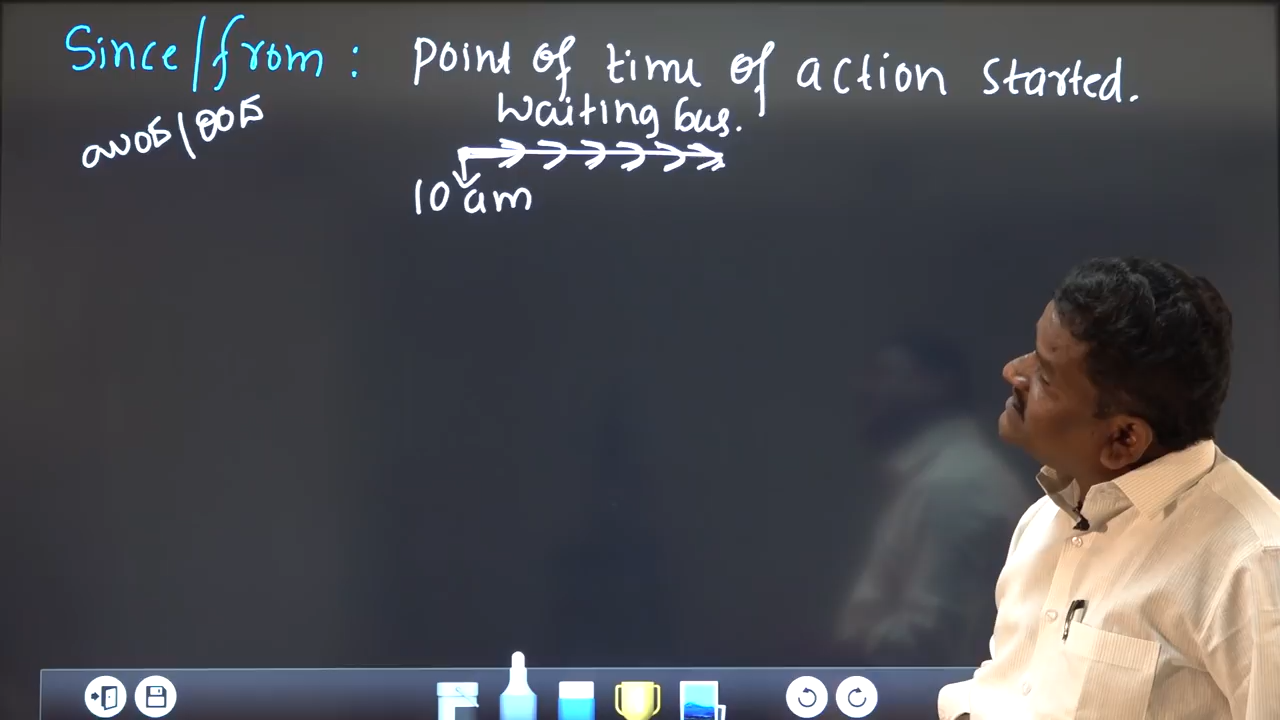 Since/from : Point of time of action started.
waiting bus.
10 am